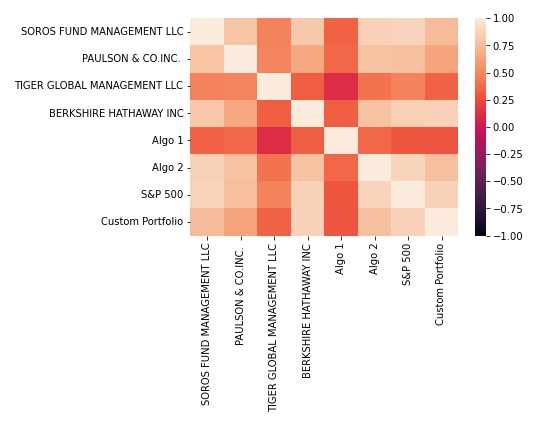 SOROS FUND MANAGEMENT LLC
PAULSON & CO.INC.
TIGER GLOBAL MANAGEMENT LLC
BERKSHIRE HATHAWAY INC
Algo 1
Algo 2
S&P 500
Custom Portfolio
SOROS FUND MANAGEMENT LLC
PAULSON & CO.INC.
TIGER GLOBAL MANAGEMENT LLC
BERKSHIRE HATHAWAY INC
Algo 1
Algo 2
S&P 500
Custom Portfolio
1.00
0.75
0.50
0.25
0.00
−0.25
−0.50
−0.75
−1.00